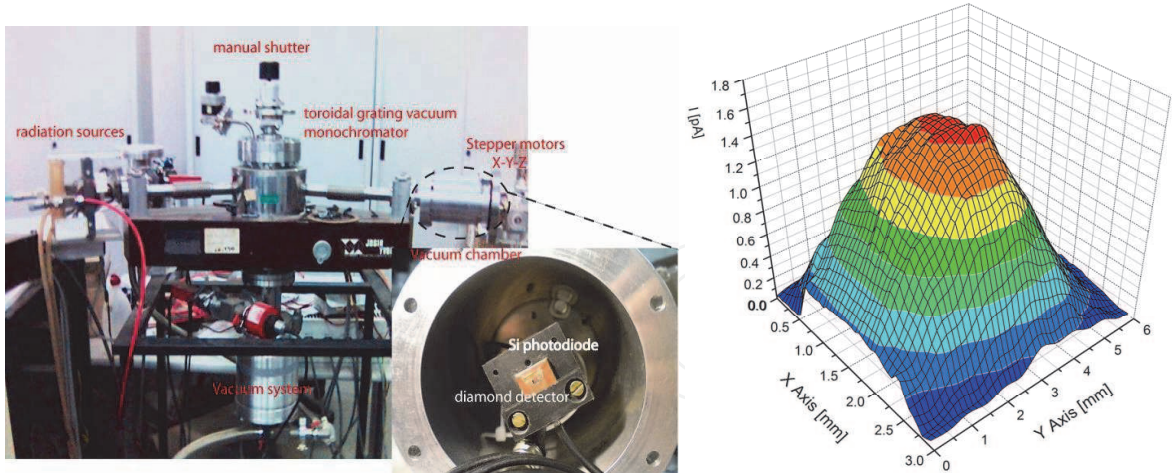 manual shutter
toroidal grating vacuum
monochromator
radiation sources
Stepper motors
X-Y-Z
Vacuum chamber
Si photodiode
diamond detector
Vacuum system
I [pA]
1.8
1.6
1.4
1.2
1.0
0.8
0.6
0.4
0.2
0.0
0.5
1.0
1.5
2.0
2.5
3.0
X Axis [mm]
0
1
2
3
4
5
6
Y Axis [mm]